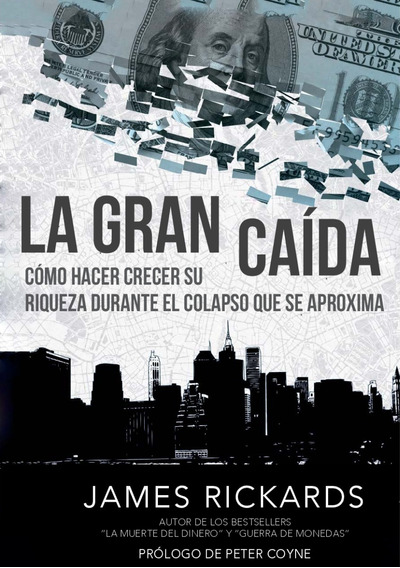 LA GRAN CAÍDA
CÓMO HACER CRECER SU
RIQUEZA DURANTE EL COLAPSO QUE SE APROXIMA
JAMES RICKARDS
AUTOR DE LOS BESTSELLERS
“LA MUERTE DEL DINERO” Y “GUERRA DE MONEDAS”
PRÓLOGO DE PETER COYNE